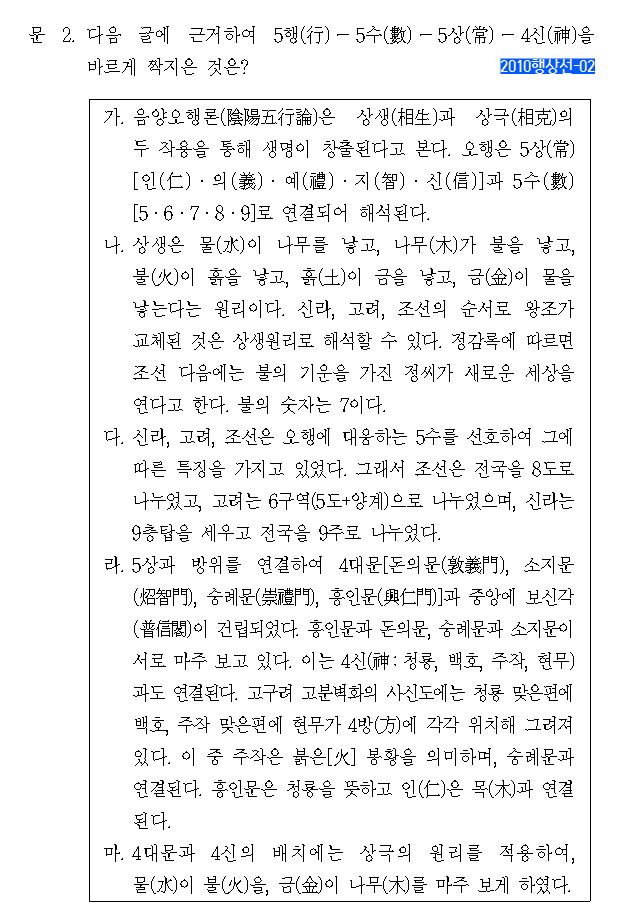 문 2. 다음 글에 근거하여 5행(行) – 5수(數) – 5상(常) – 4신(神)을
바르게 짝지은 것은?
2010행상선-02
가. 음양오행론(陰陽五行論)은 상생(相生)과 상극(相克)의
두 작용을 통해 생명이 창출된다고 본다. 오행은 5상(常)
[인(仁)·의(義)·예(禮)·지(智)·신(信)]과 5수(數)
[5·6·7·8·9]로 연결되어 해석된다.
나. 상생은 물(水)이 나무를 낳고, 나무(木)가 불을 낳고,
불(火)이 흙을 낳고, 흙(土)이 금을 낳고, 금(金)이 물을
낳는다는 원리이다. 신라, 고려, 조선의 순서로 왕조가
교체된 것은 상생원리로 해석할 수 있다. 정감록에 따르면
조선 다음에는 불의 기운을 가진 정씨가 새로운 세상을
연다고 한다. 불의 숫자는 7이다.
다. 신라, 고려, 조선은 오행에 대응하는 5수를 선호하여 그에
따른 특징을 가지고 있었다. 그래서 조선은 전국을 8도로
나누었고, 고려는 6구역(5도+양계)으로 나누었으며, 신라는
9층탑을 세우고 전국을 9주로 나누었다.
라. 5상과 방위를 연결하여 4대문[돈의문(敦義門), 소지문
(炤智門), 숭례문(崇禮門), 흥인문(興仁門)]과 중앙에 보신각
(普信閣)이 건립되었다. 흥인문과 돈의문, 숭례문과 소지문이
서로 마주 보고 있다. 이는 4신(神: 청룡, 백호, 주작, 현무)
과도 연결된다. 고구려 고분벽화의 사신도에는 청룡 맞은편에
백호, 주작 맞은편에 현무가 4방(方)에 각각 위치해 그려져
있다. 이 중 주작은 붉은[火] 봉황을 의미하며, 숭례문과
연결된다. 흥인문은 청룡을 뜻하고 인(仁)은 목(木)과 연결
된다.
마. 4대문과 4신의 배치에는 상극의 원리를 적용하여,
물(水)이 불(火)을, 금(金)이 나무(木)를 마주 보게 하였다.